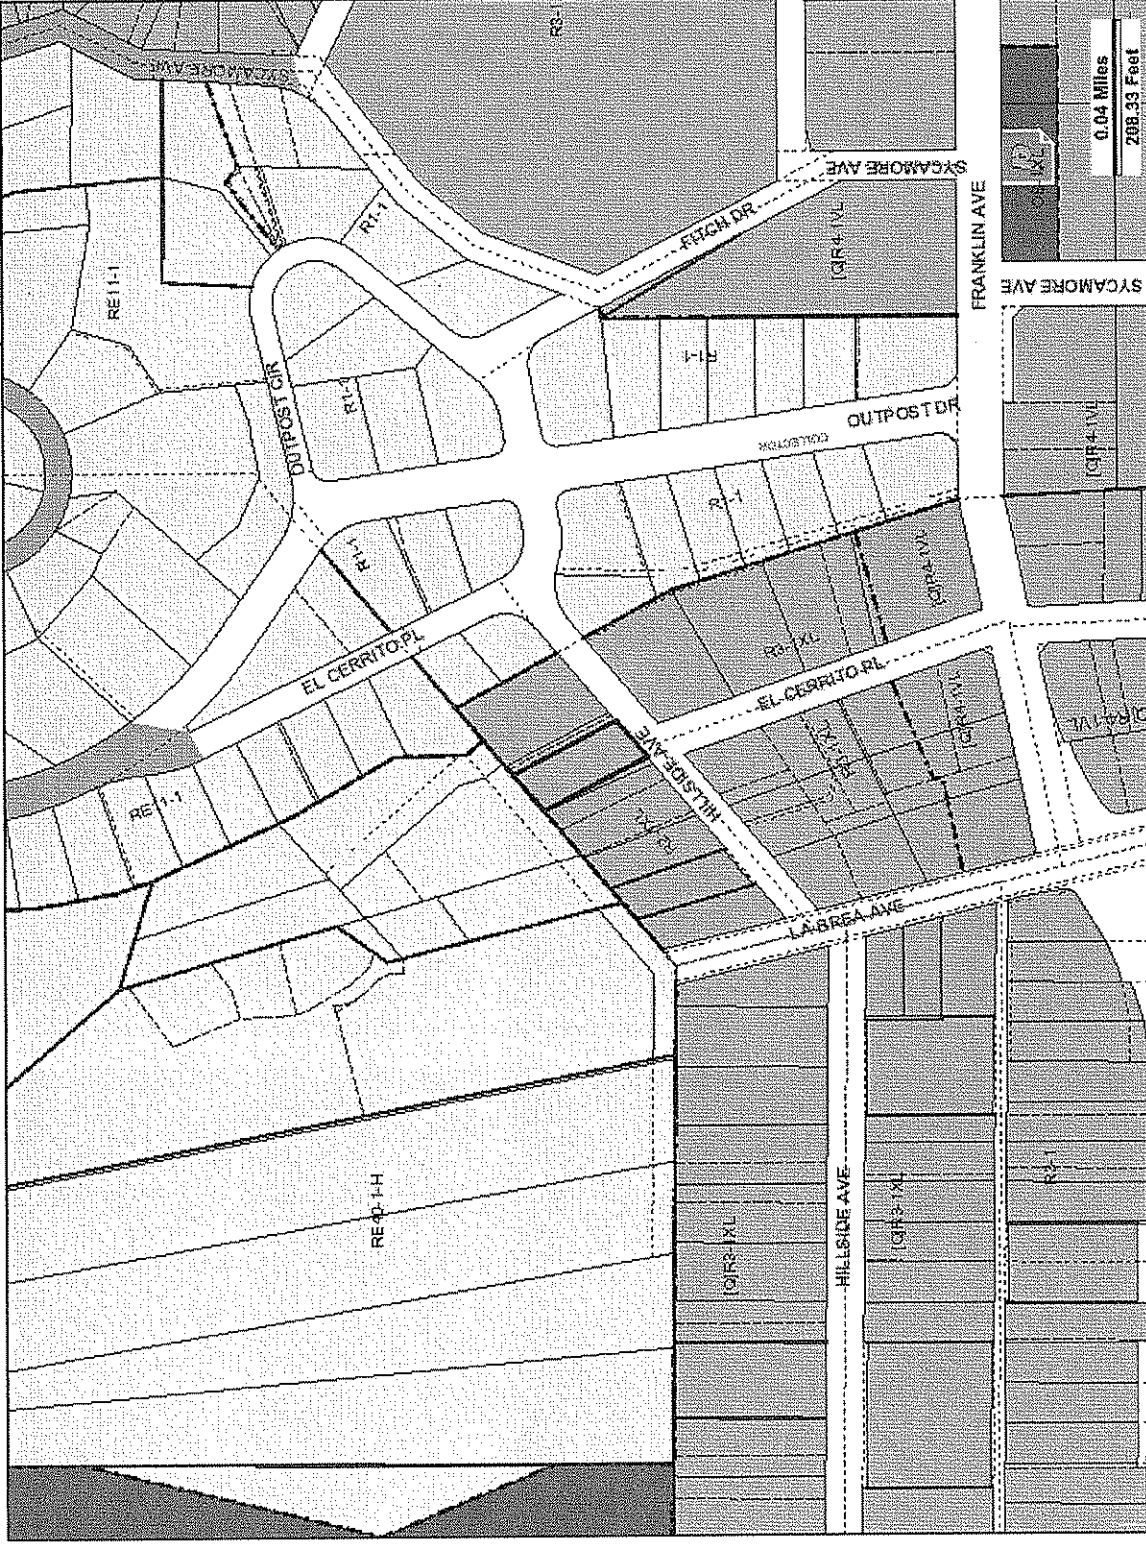 SYCAMORE AVE
R3-1
RE11-1
R1-1
OUTPOST CIR
R1-1
FITCH DR
SYCAMORE AVE
[Q]R4-1VL
FRANKLIN AVE
SYCAMORE AVE
0.04 Miles
208.33 Feet
R1-1
OUTPOST DR
COLLECTOR
[Q]R4-1VL
R1-1
R1-1
EL CERRITO PL
R3-1XL
[Q]R4-1VL
EL CERRITO PL
[Q]R4-1VL
RE11-1
HILLSIDE AVE
LA BREA AVE
RE40-1-H
[Q]R3-1XL
HILLSIDE AVE
[Q]R3-1XL
R3-1